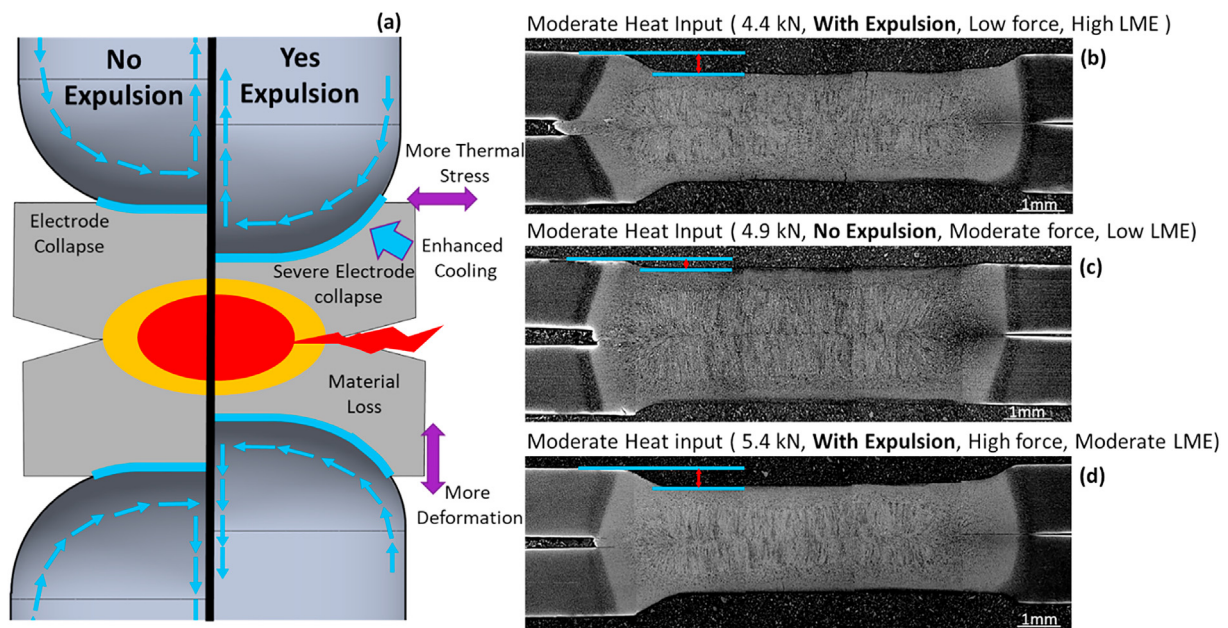 (a)
No
Expulsion
Yes
Expulsion
More Thermal
Stress
Electrode
Collapse
Enhanced
Cooling
Severe Electrode
collapse
Material
Loss
More
Deformation
Moderate Heat Input ( 4.4 kN, With Expulsion, Low force, High LME )
(b)
1mm
Moderate Heat Input ( 4.9 kN, No Expulsion, Moderate force, Low LME)
(c)
1mm
Moderate Heat input ( 5.4 kN, With Expulsion, High force, Moderate LME)
(d)
1mm